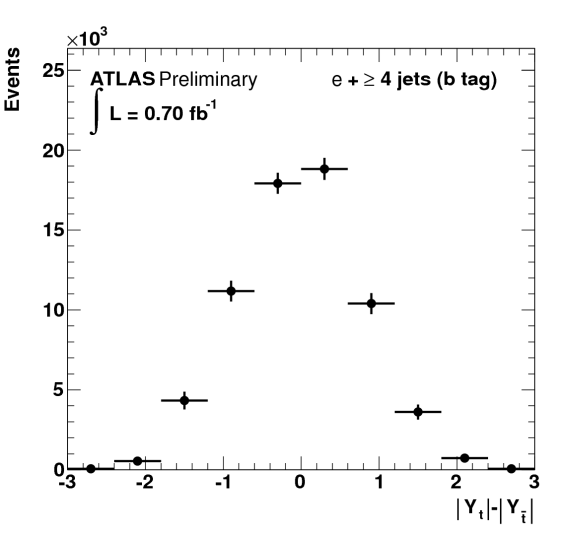 ×10³
Events
ATLAS Preliminary
e + ≥ 4 jets (b tag)
∫ L = 0.70 fb⁻¹
25
20
15
10
5
0
-3 -2 -1 0 1 2 3
|Y_t|-|Y_t̄|